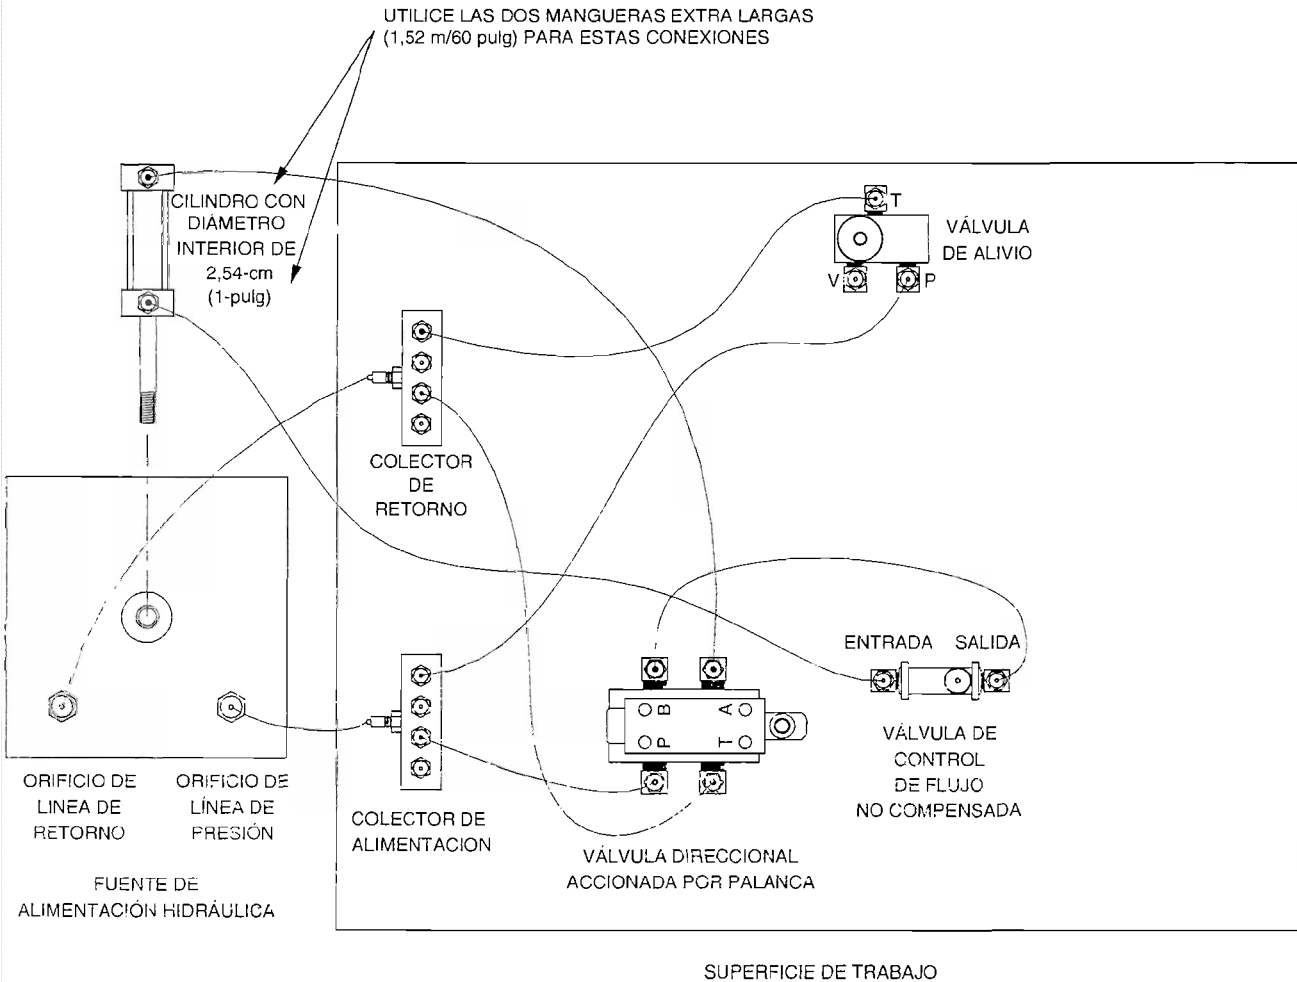 UTILICE LAS DOS MANGUERAS EXTRA LARGAS
(1,52 m/60 pulg) PARA ESTAS CONEXIONES
CILINDRO CON
DIÁMETRO
INTERIOR DE
2,54-cm
(1-pulg)
T
VÁLVULA
DE ALIVIO
V
P
COLECTOR
DE
RETORNO
ENTRADA
SALIDA
B
A
P
T
VÁLVULA DE
CONTROL
DE FLUJO
NO COMPENSADA
ORIFICIO DE
LINEA DE
RETORNO
ORIFICIO DE
LÍNEA DE
PRESIÓN
COLECTOR DE
ALIMENTACION
VÁLVULA DIRECCIONAL
ACCIONADA POR PALANCA
FUENTE DE
ALIMENTACIÓN HIDRÁULICA
SUPERFICIE DE TRABAJO